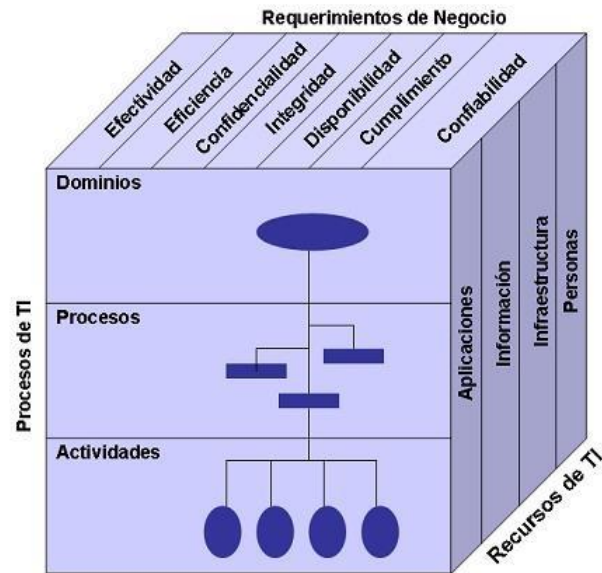 Requerimientos de Negocio
Efectividad
Eficiencia
Confidencialidad
Integridad
Disponibilidad
Cumplimiento
Confiabilidad
Dominios
Procesos
Actividades
Procesos de TI
Aplicaciones
Información
Infraestructura
Personas
Recursos de TI